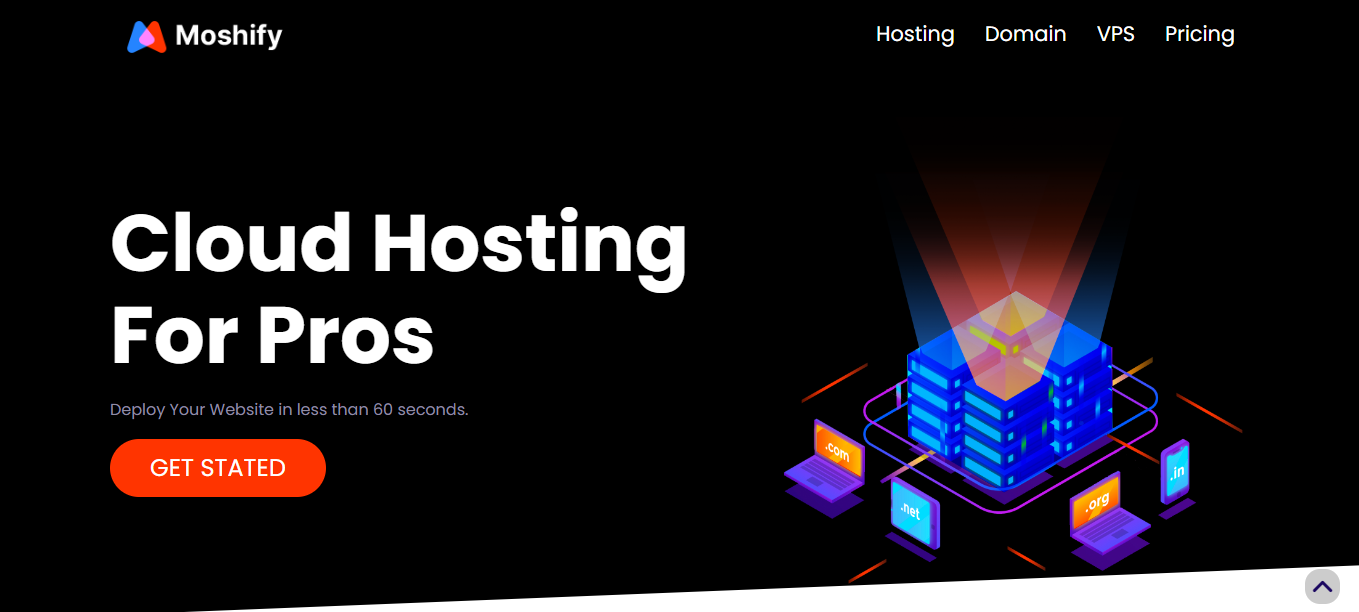 Moshify
Hosting Domain VPS Pricing
Cloud Hosting
For Pros
Deploy Your Website in less than 60 seconds.
GET STATED
.com
.net
.org
.in